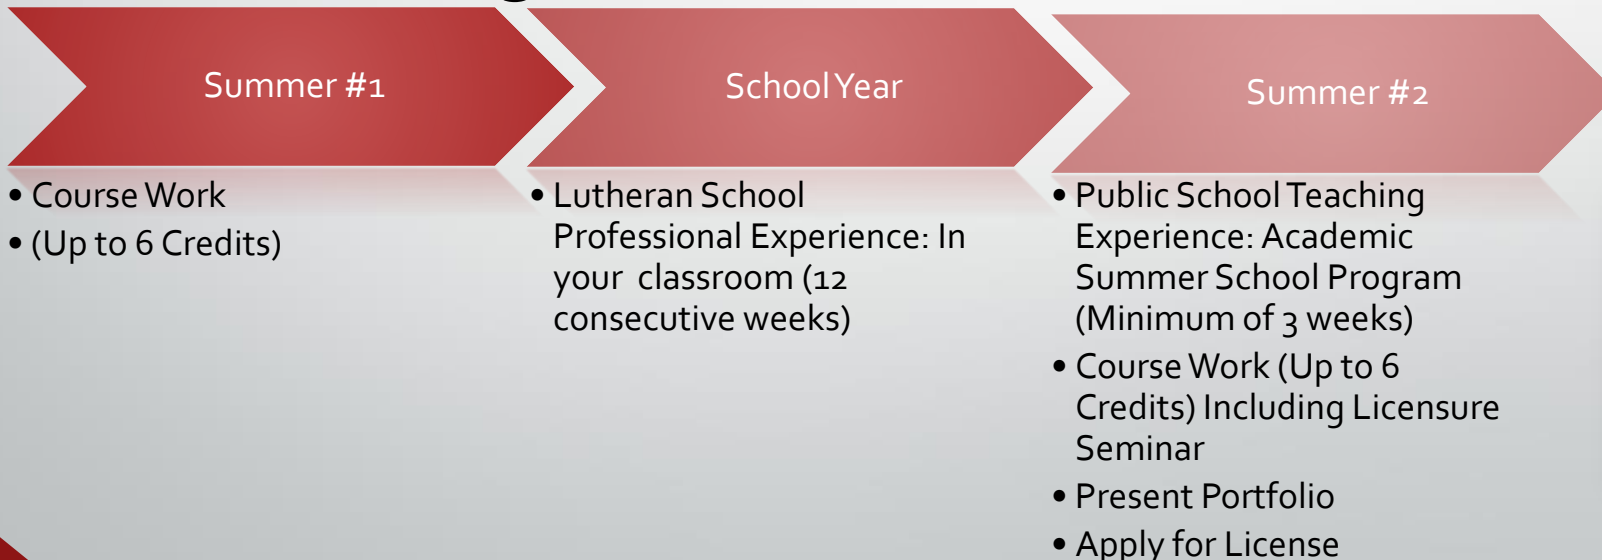 Summer #1
School Year
Summer #2
• Course Work
• (Up to 6 Credits)
• Lutheran School
Professional Experience: In
your classroom (12
consecutive weeks)
• Public School Teaching
Experience: Academic
Summer School Program
(Minimum of 3 weeks)
• Course Work (Up to 6
Credits) Including Licensure
Seminar
• Present Portfolio
• Apply for License